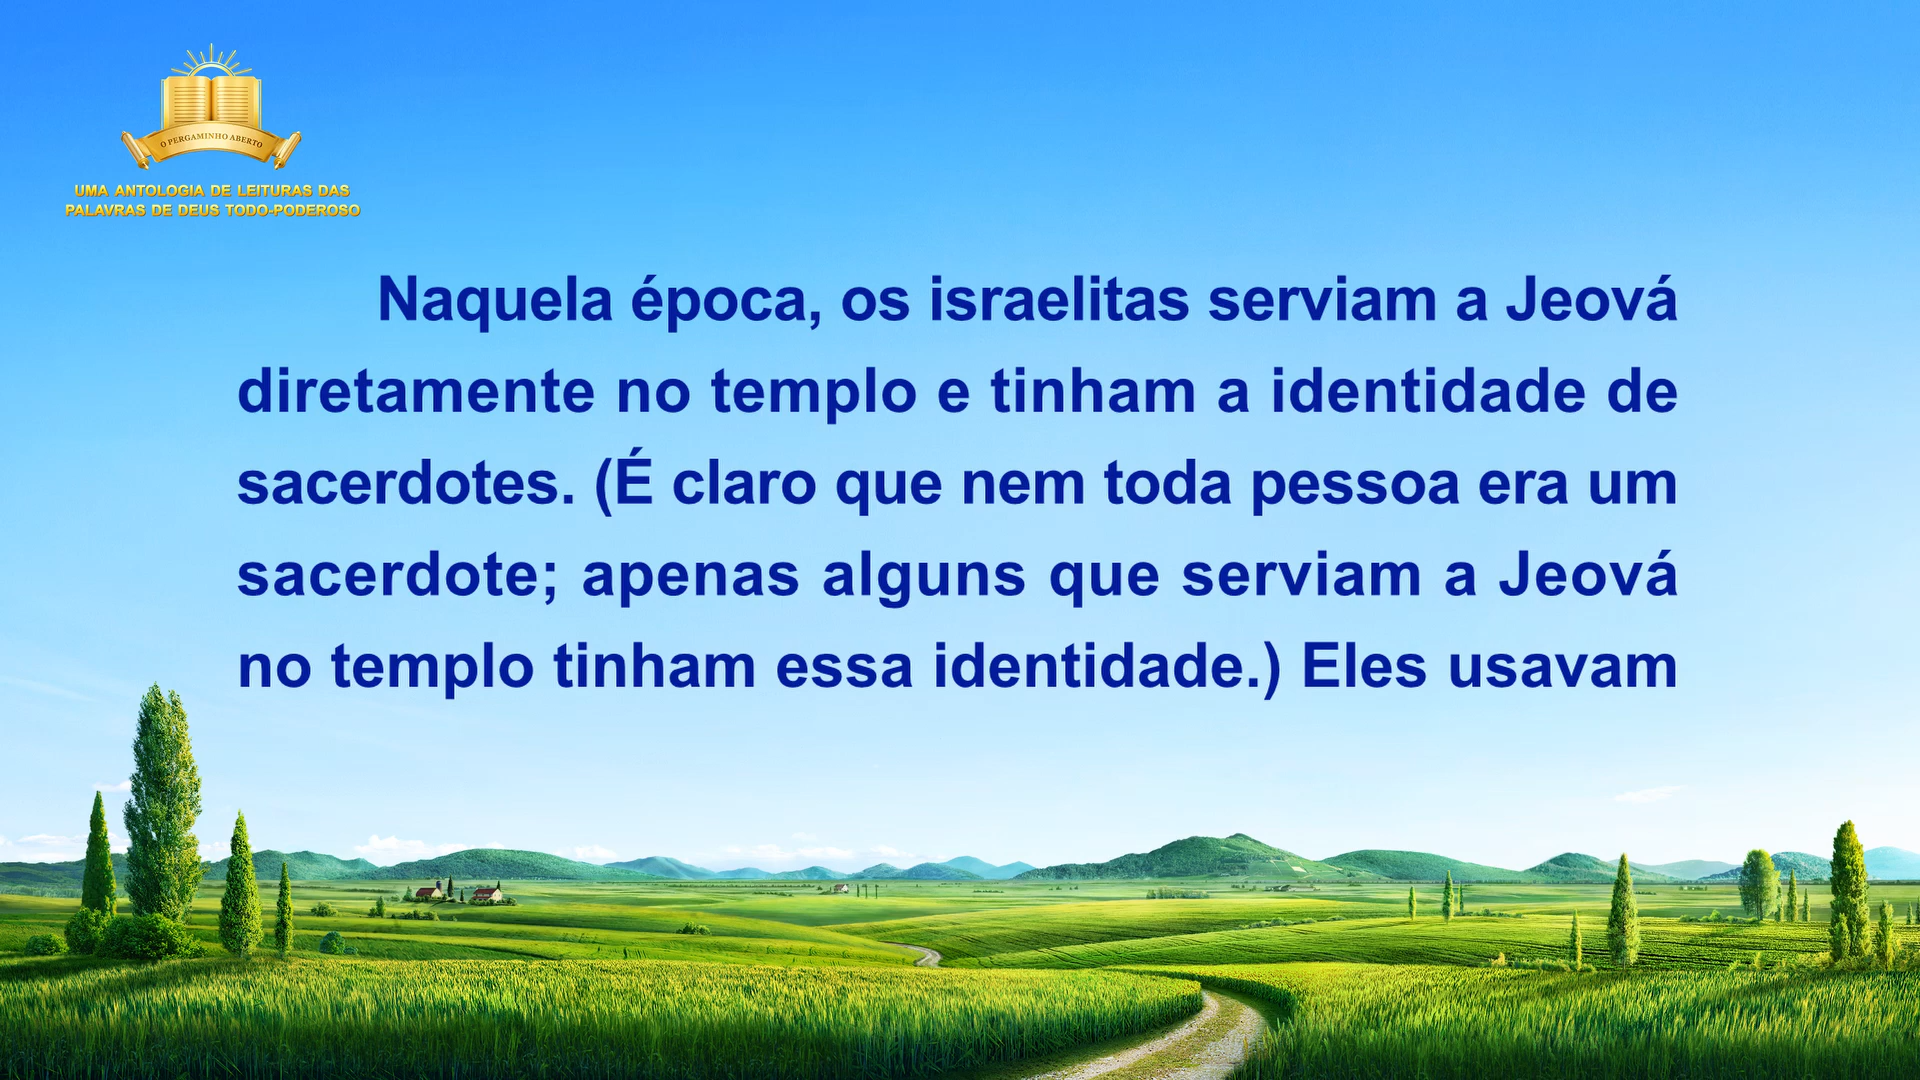 O PERGAMINHO ABERTO
UMA ANTOLOGIA DE LEITURAS DAS
PALAVRAS DE DEUS TODO-PODEROSO
Naquela época, os israelitas serviam a Jeová
diretamente no templo e tinham a identidade de
sacerdotes. (É claro que nem toda pessoa era um
sacerdote; apenas alguns que serviam a Jeová
no templo tinham essa identidade.) Eles usavam